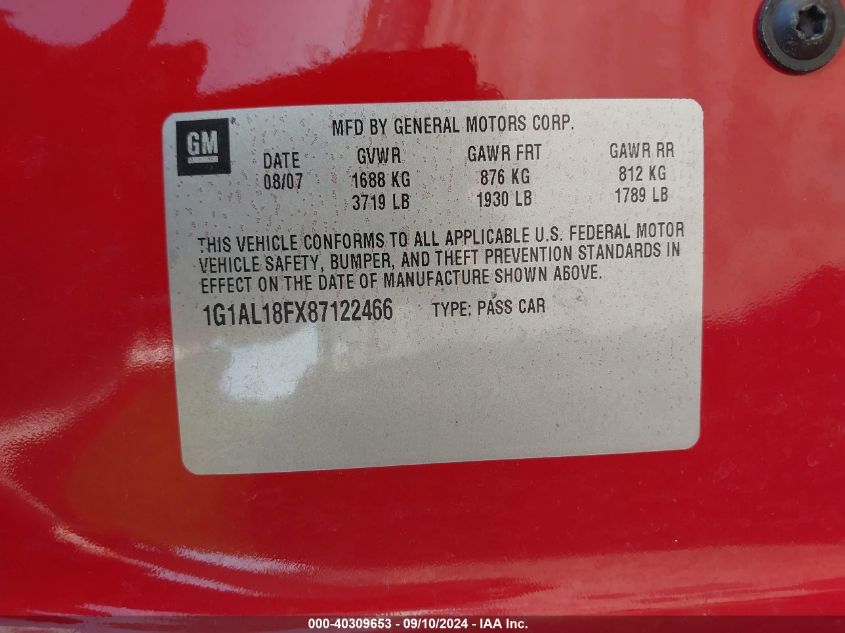 GM
MFD BY GENERAL MOTORS CORP.
DATE GVWR GAWR FRT GAWR RR
08/07 1688 KG 876 KG 812 KG
3719 LB 1930 LB 1789 LB
THIS VEHICLE CONFORMS TO ALL APPLICABLE U.S. FEDERAL MOTOR
VEHICLE SAFETY, BUMPER, AND THEFT PREVENTION STANDARDS IN
EFFECT ON THE DATE OF MANUFACTURE SHOWN ABOVE.
1G1AL18FX87122466 TYPE: PASS CAR
000-40309653 - 09/10/2024 - IAA Inc.